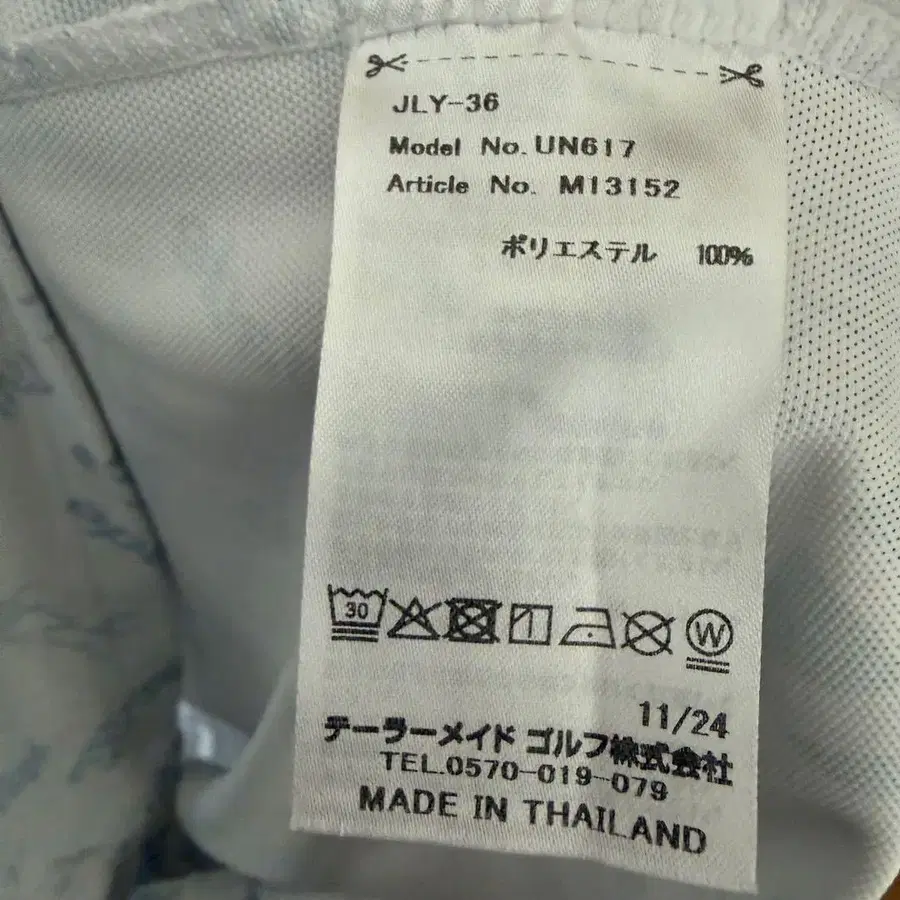 JLY-36
Model No. UN617
Article No. M13152
ポリエステル 100%
30
W
11/24
テーラーメイド ゴルフ株式会社
TEL.0570-019-079
MADE IN THAILAND